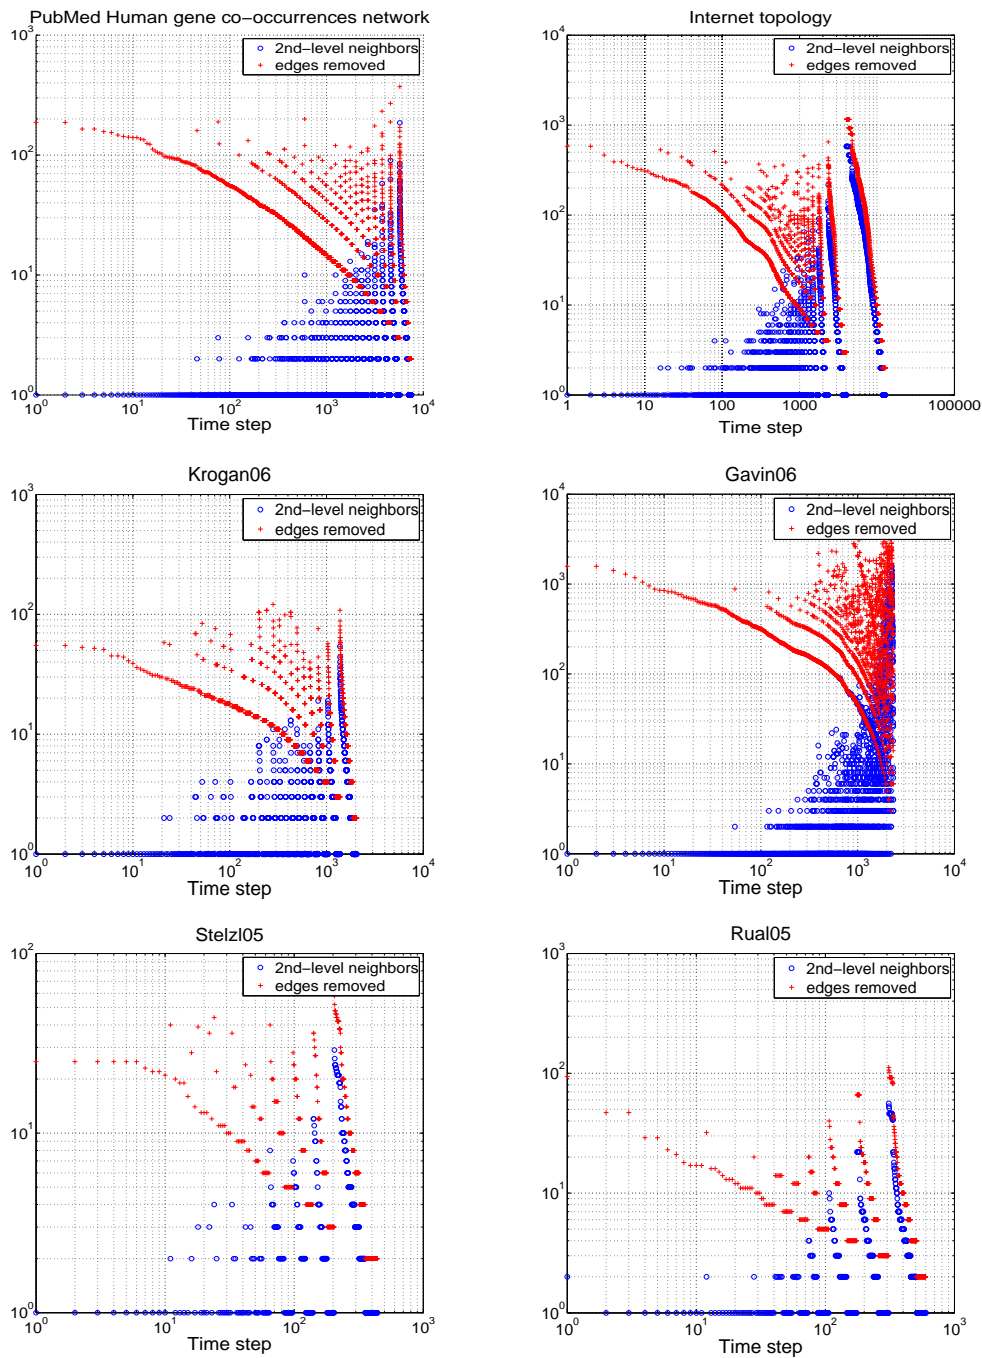 PubMed Human gene co-occurrences network
10^3
10^2
10^1
10^0
2nd-level neighbors
edges removed
10^0
10^1
10^2
10^3
10^4
Time step
Internet topology
10^4
10^3
10^2
10^1
10^0
2nd-level neighbors
edges removed
1
10
100
1000
100000
Time step
Krogan06
10^3
10^2
10^1
10^0
2nd-level neighbors
edges removed
10^0
10^1
10^2
10^3
10^4
Time step
Gavin06
10^4
10^3
10^2
10^1
10^0
2nd-level neighbors
edges removed
10^0
10^1
10^2
10^3
10^4
Time step
Stelzl05
10^2
10^1
10^0
2nd-level neighbors
edges removed
10^0
10^1
10^2
10^3
Time step
Rual05
10^3
10^2
10^1
10^0
2nd-level neighbors
edges removed
10^0
10^1
10^2
10^3
Time step